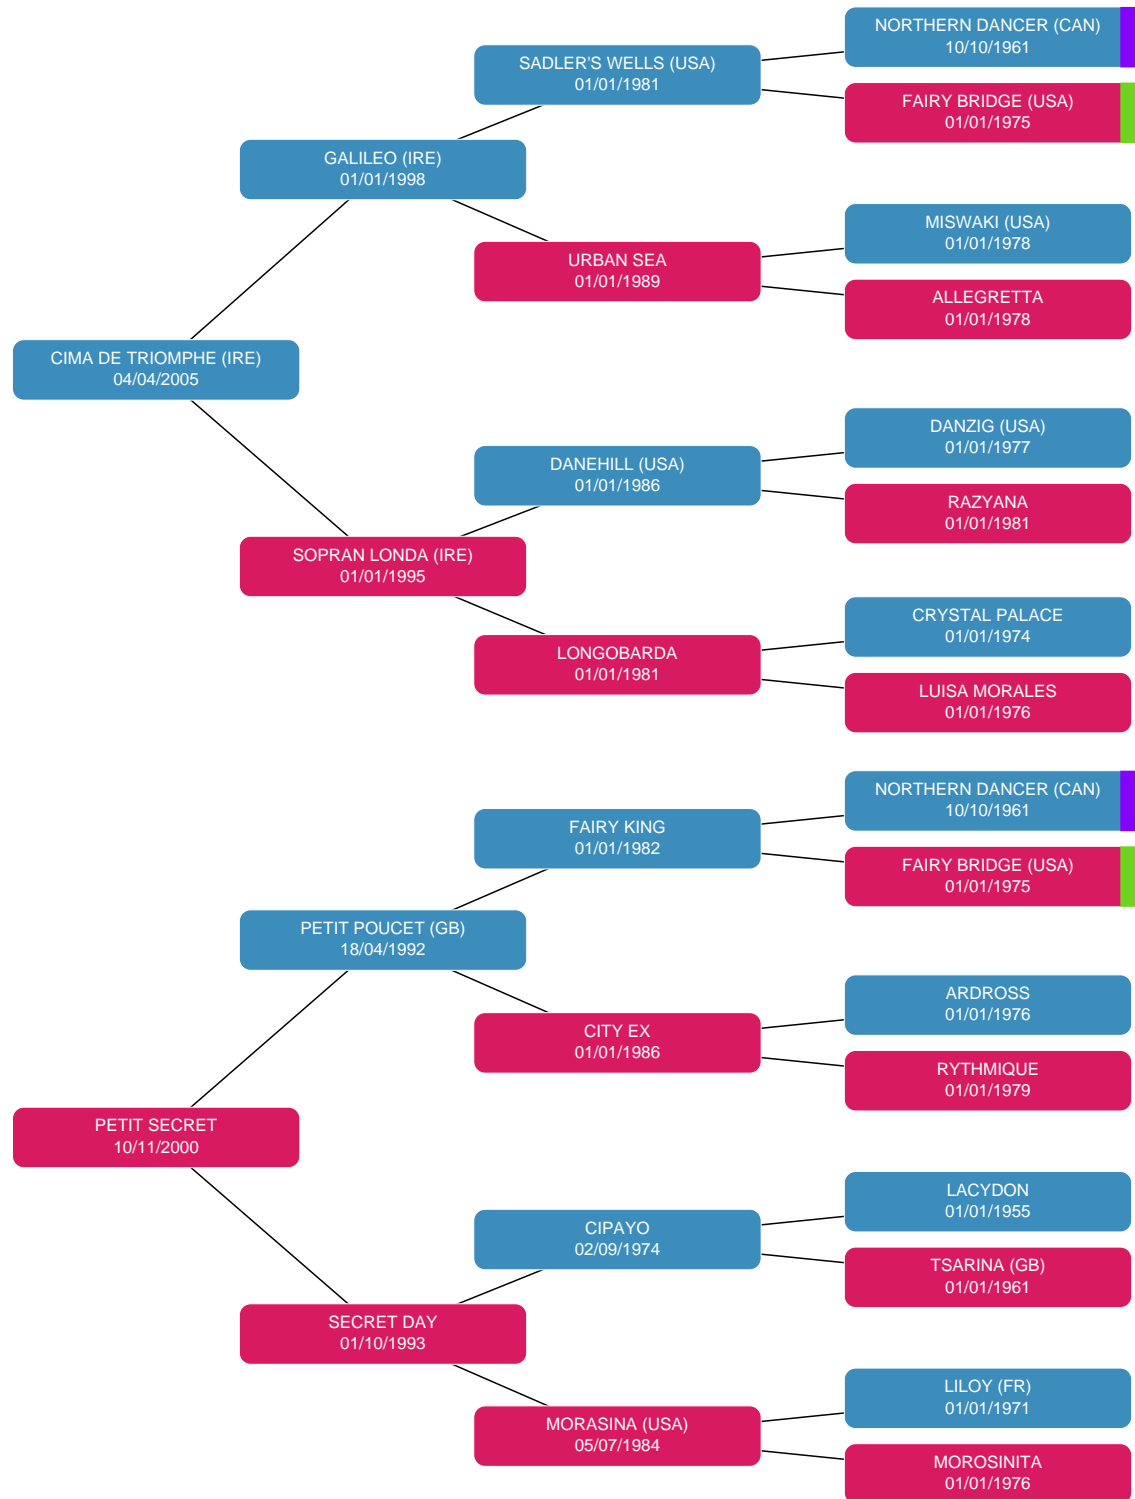 NORTHERN DANCER (CAN)
10/10/1961
SADLER'S WELLS (USA)
01/01/1981
FAIRY BRIDGE (USA)
01/01/1975
GALILEO (IRE)
01/01/1998
MISWAKI (USA)
01/01/1978
URBAN SEA
01/01/1989
ALLEGRETTA
01/01/1978
CIMA DE TRIOMPHE (IRE)
04/04/2005
DANZIG (USA)
01/01/1977
DANEHILL (USA)
01/01/1986
RAZYANA
01/01/1981
SOPRAN LONDA (IRE)
01/01/1995
CRYSTAL PALACE
01/01/1974
LONGOBARDA
01/01/1981
LUISA MORALES
01/01/1976
NORTHERN DANCER (CAN)
10/10/1961
FAIRY KING
01/01/1982
FAIRY BRIDGE (USA)
01/01/1975
PETIT POUCET (GB)
18/04/1992
ARDROSS
01/01/1976
CITY EX
01/01/1986
RYTHMIQUE
01/01/1979
PETIT SECRET
10/11/2000
LACYDON
01/01/1955
CIPAYO
02/09/1974
TSARINA (GB)
01/01/1961
SECRET DAY
01/10/1993
LILOY (FR)
01/01/1971
MORASINA (USA)
05/07/1984
MOROSINITA
01/01/1976